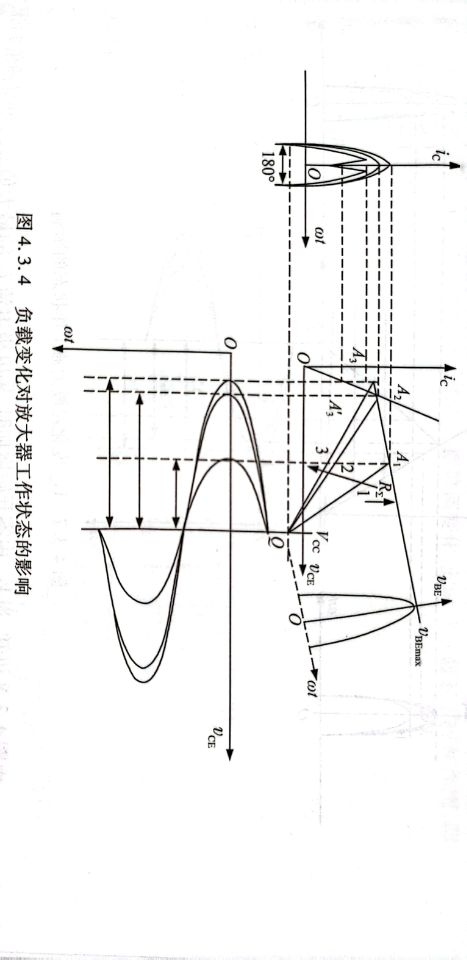 i_C
O
180°
ωt
i_C
A_3
A_2
A_1
A'_3
O
3
2
1
R_Σ
V_CC
v_CE
Q
v_BE
v_BEmax
O
ωt
O
v_CE
ωt
图 4.3.4 负载变化对放大器工作状态的影响